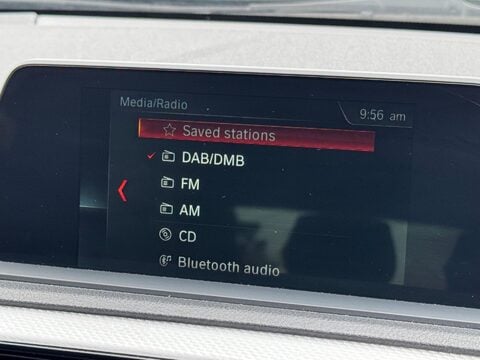 Media/Radio
9:56 am
Saved stations
DAB/DMB
FM
AM
CD
Bluetooth audio